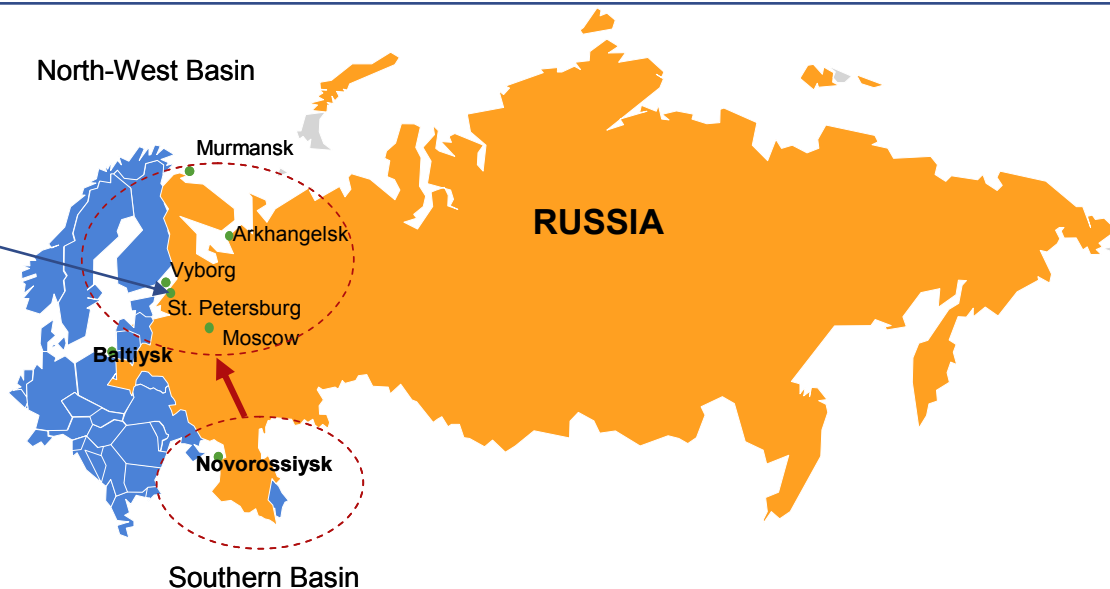 North-West Basin
Murmansk
RUSSIA
Arkhangelsk
Vyborg
St. Petersburg
Moscow
Baltiysk
Novorossiysk
Southern Basin